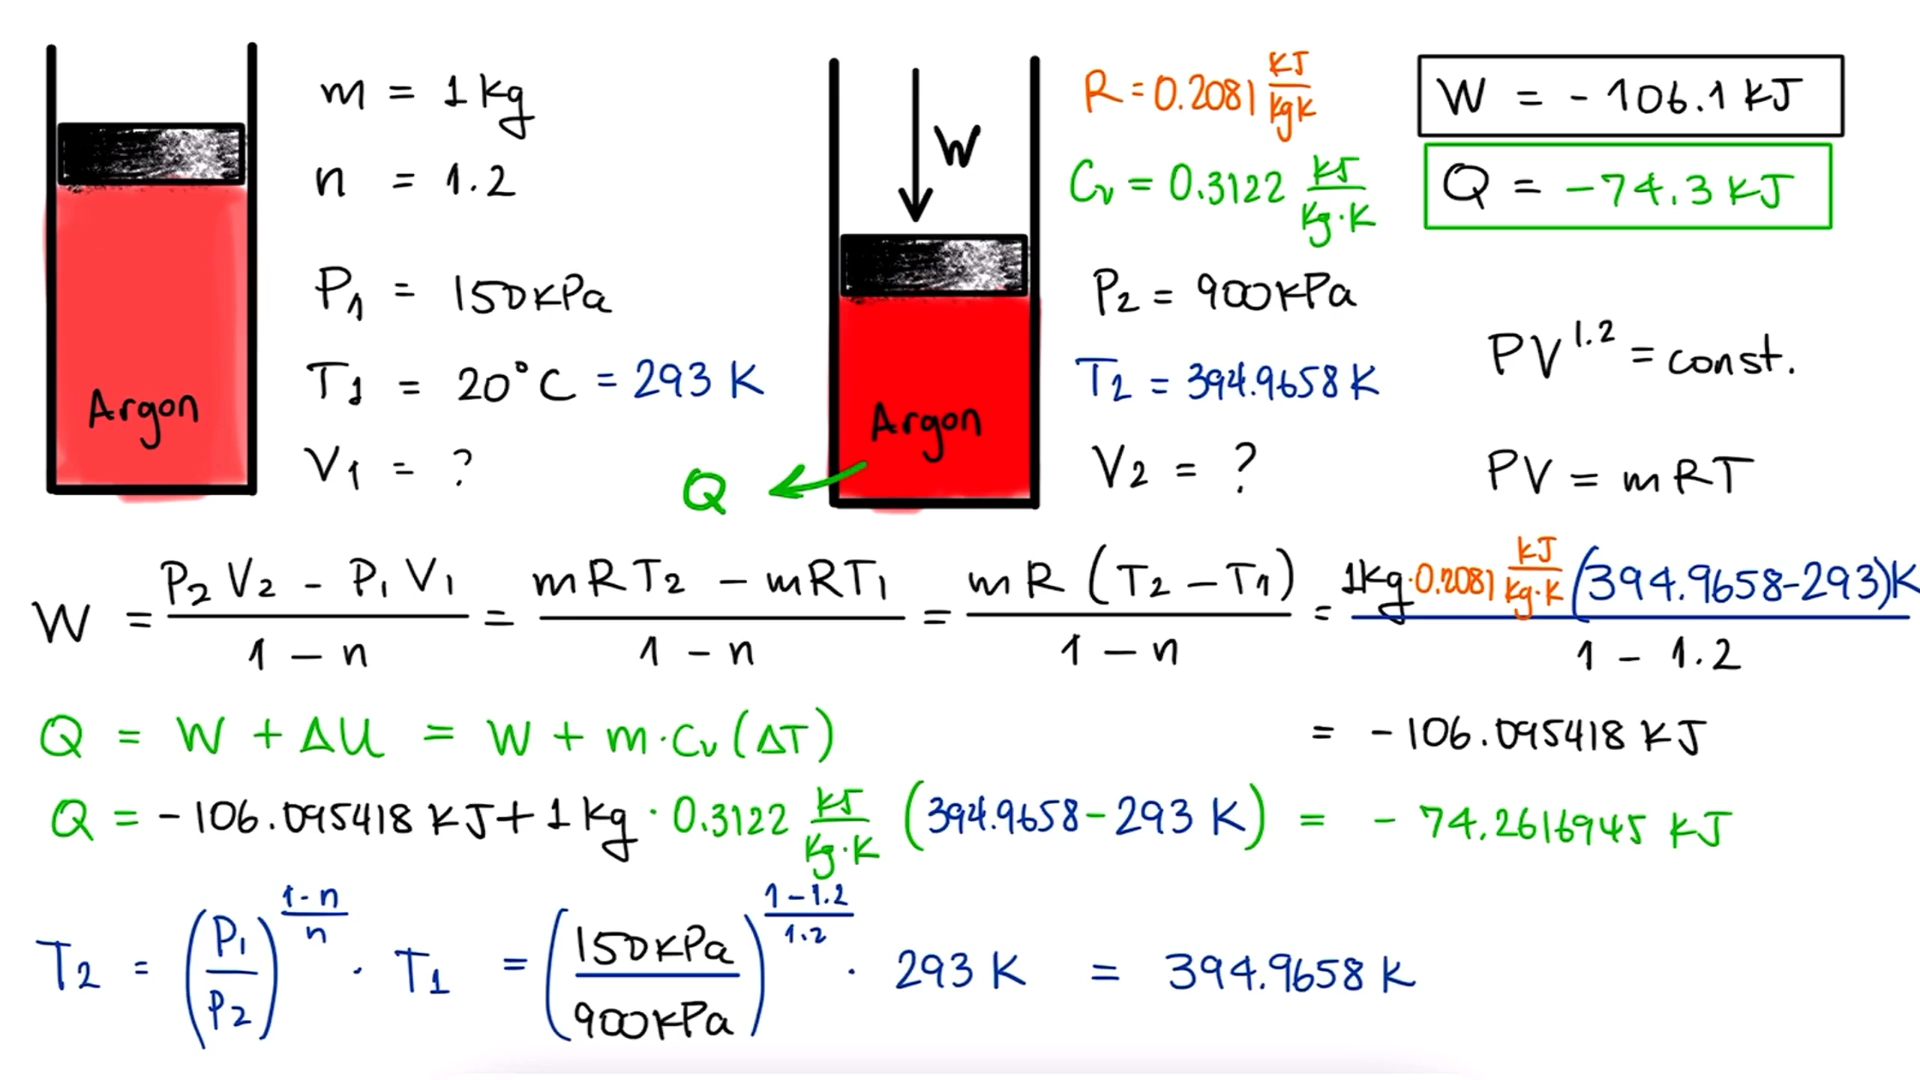 m = 1 kg
n = 1.2
P₁ = 150 kPa
T₁ = 20°C = 293 K
V₁ = ?
Argon
W
Argon
Q
R = 0.2081 KJ/kgK
Cv = 0.3122 KJ/Kg·K
P₂ = 900 kPa
T₂ = 394.9658 K
V₂ = ?
W = - 106.1 KJ
Q = - 74.3 KJ
PV^1.2 = const.
PV = mRT
W = (P₂V₂ - P₁V₁)/(1 - n) = (mRT₂ - mRT₁)/(1 - n) = mR(T₂ - T₁)/(1 - n) = 1kg·0.2081 KJ/kg·K (394.9658-293)K/(1 - 1.2)
= - 106.095418 KJ
Q = W + ΔU = W + m·Cv(ΔT)
Q = - 106.095418 KJ + 1 kg · 0.3122 KJ/Kg·K (394.9658 - 293 K) = - 74.2616945 KJ
T₂ = (P₁/P₂)^((1-n)/n) · T₁ = (150 kPa/900 kPa)^((1-1.2)/1.2) · 293 K = 394.9658 K